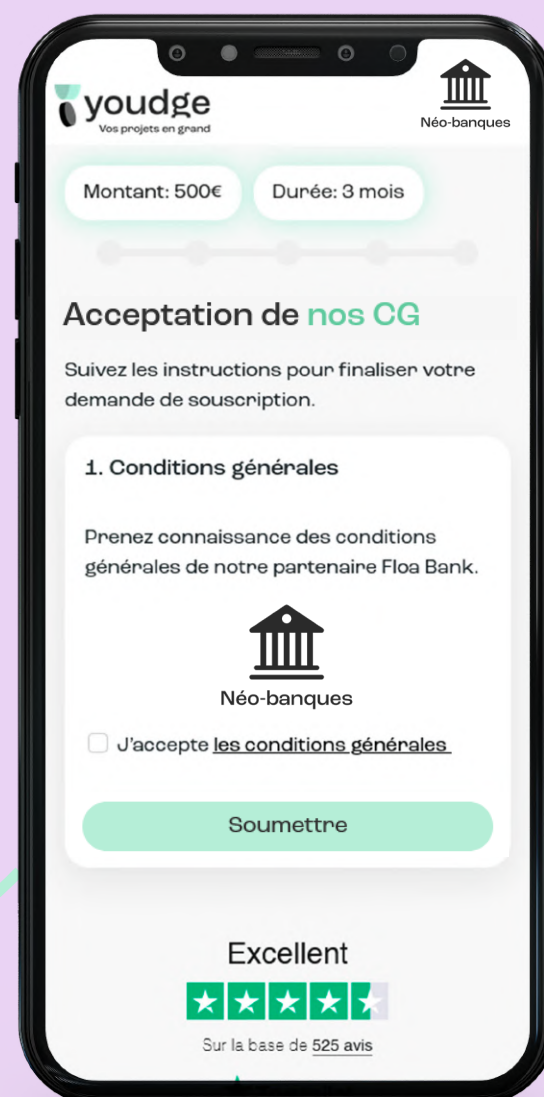 youdge
Vos projets en grand
Néo-banques
Montant: 500€
Durée: 3 mois
Acceptation de nos CG
Suivez les instructions pour finaliser votre
demande de souscription.
1. Conditions générales
Prenez connaissance des conditions
générales de notre partenaire Floa Bank.
Néo-banques
J'accepte les conditions générales
Soumettre
Excellent
Sur la base de 525 avis